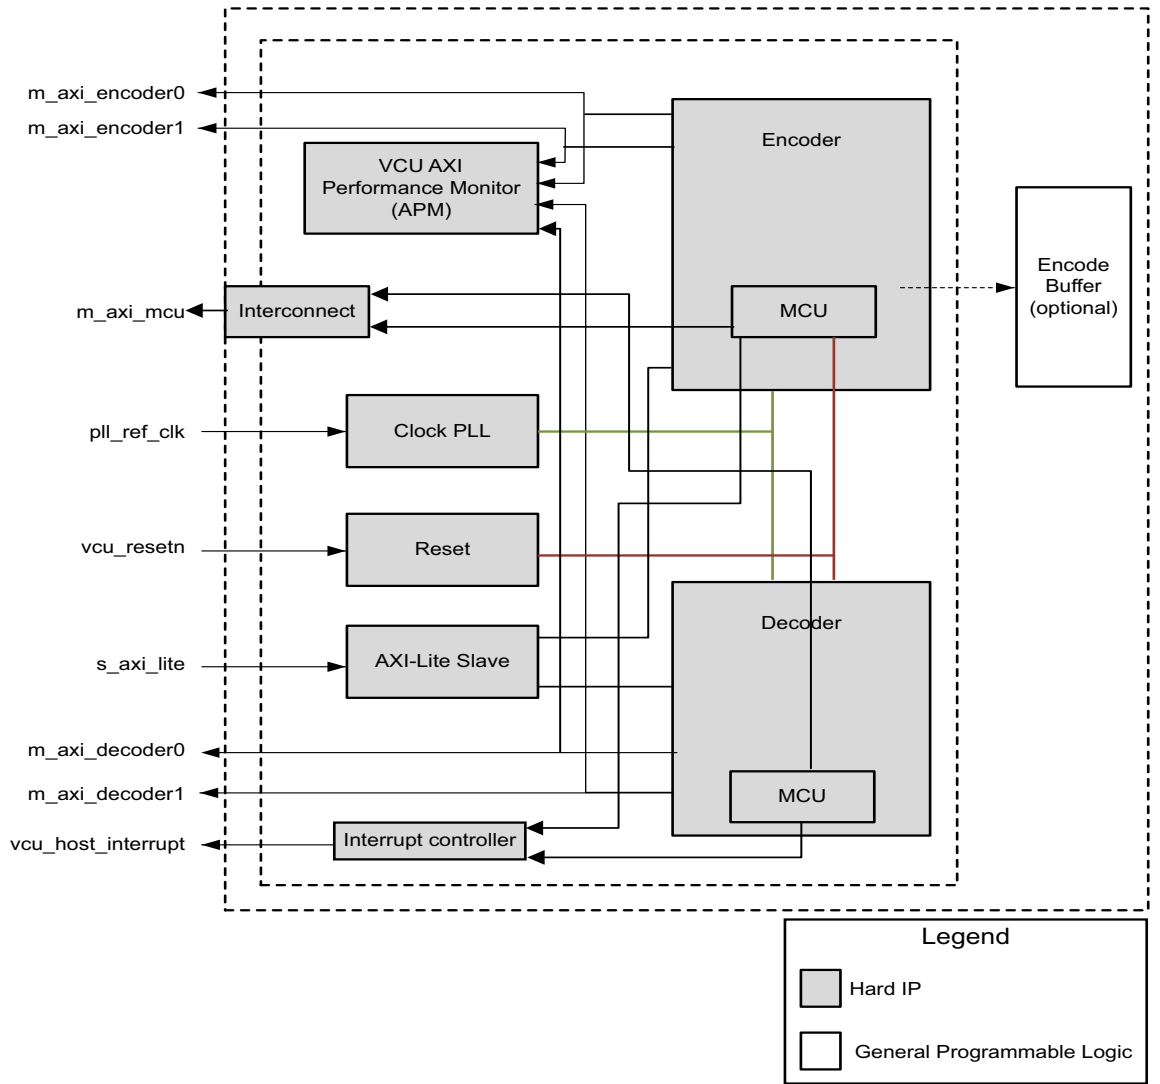 m_axi_encoder0
m_axi_encoder1
VCU AXI
Performance Monitor
(APM)
Encoder
Encode
Buffer
(optional)
m_axi_mcu
Interconnect
MCU
pll_ref_clk
Clock PLL
vcu_resetn
Reset
Decoder
s_axi_lite
AXI-Lite Slave
m_axi_decoder0
m_axi_decoder1
MCU
vcu_host_interrupt
Interrupt controller
Legend
Hard IP
General Programmable Logic